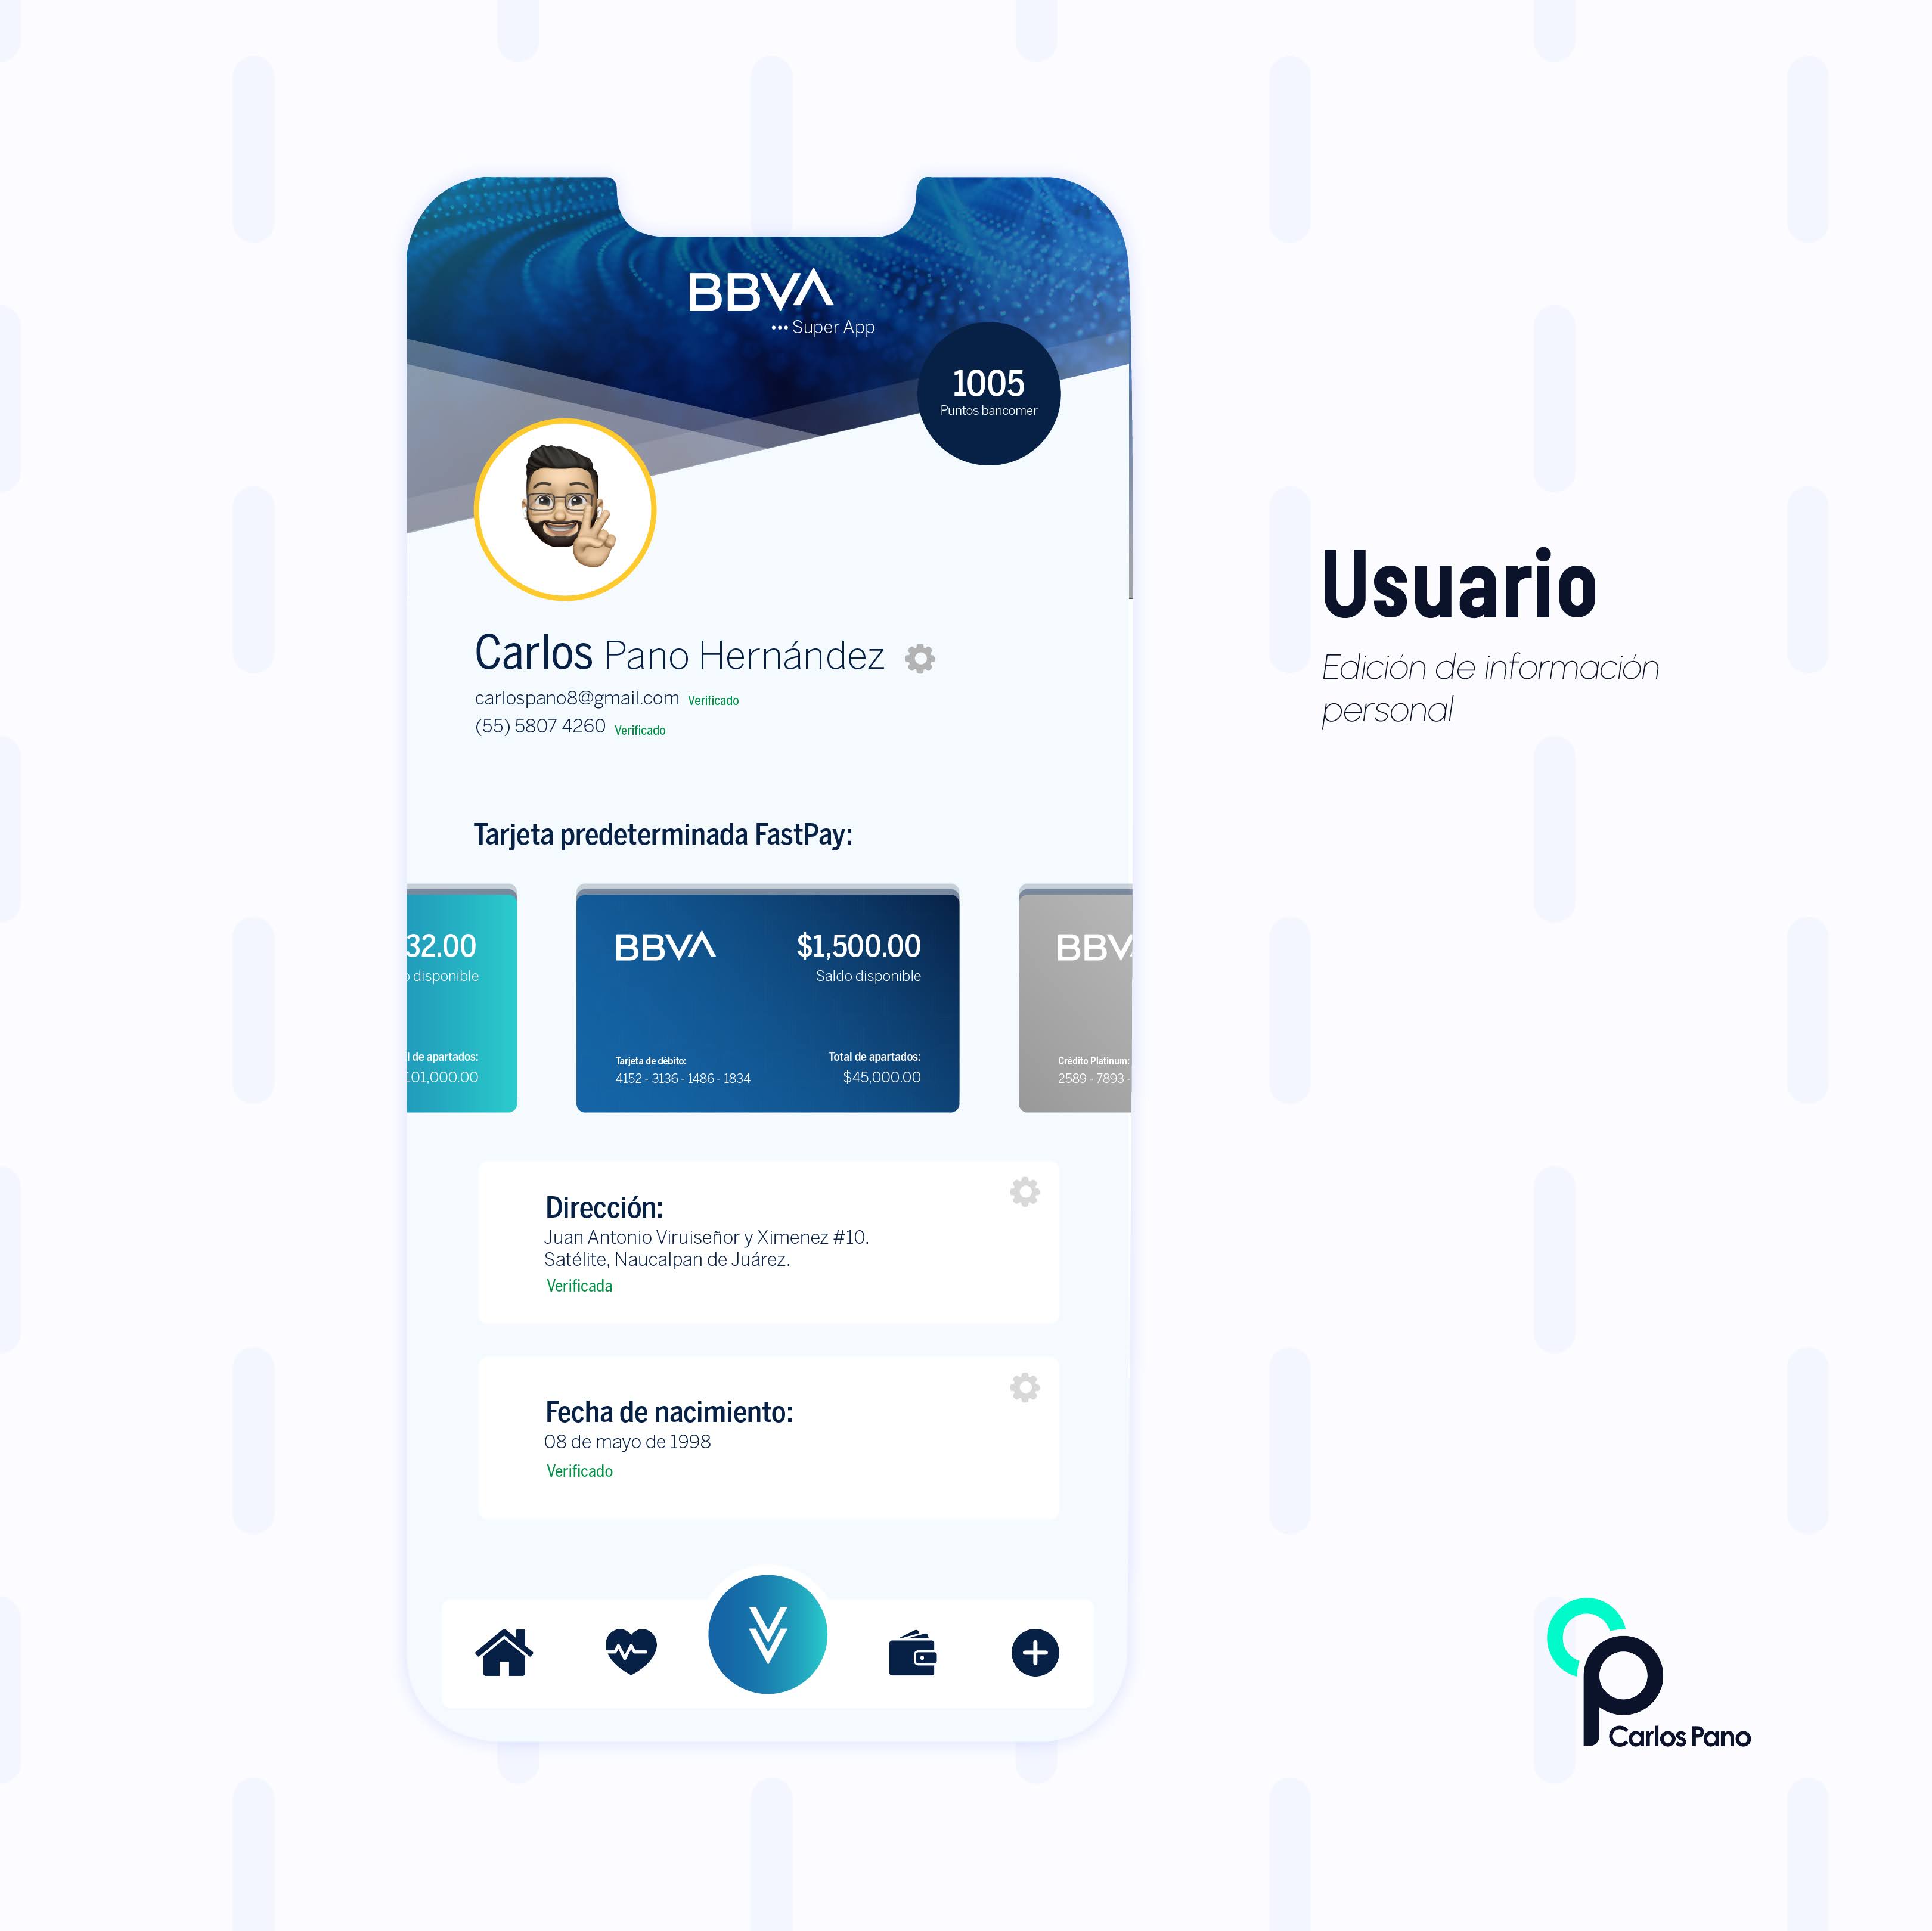 BBVA
••• Super App
1005
Puntos bancomer
Carlos Pano Hernández
carlospano8@gmail.com Verificado
(55) 5807 4260 Verificado
Tarjeta predeterminada FastPay:
32.00
disponible
l de apartados:
101,000.00
BBVA
$1,500.00
Saldo disponible
Tarjeta de débito:
4152 - 3136 - 1486 - 1834
Total de apartados:
$45,000.00
BBV
Crédito Platinum:
2589 - 7893 -
Dirección:
Juan Antonio Viruiseñor y Ximenez #10.
Satélite, Naucalpan de Juárez.
Verificada
Fecha de nacimiento:
08 de mayo de 1998
Verificado
Usuario
Edición de información
personal
Carlos Pano